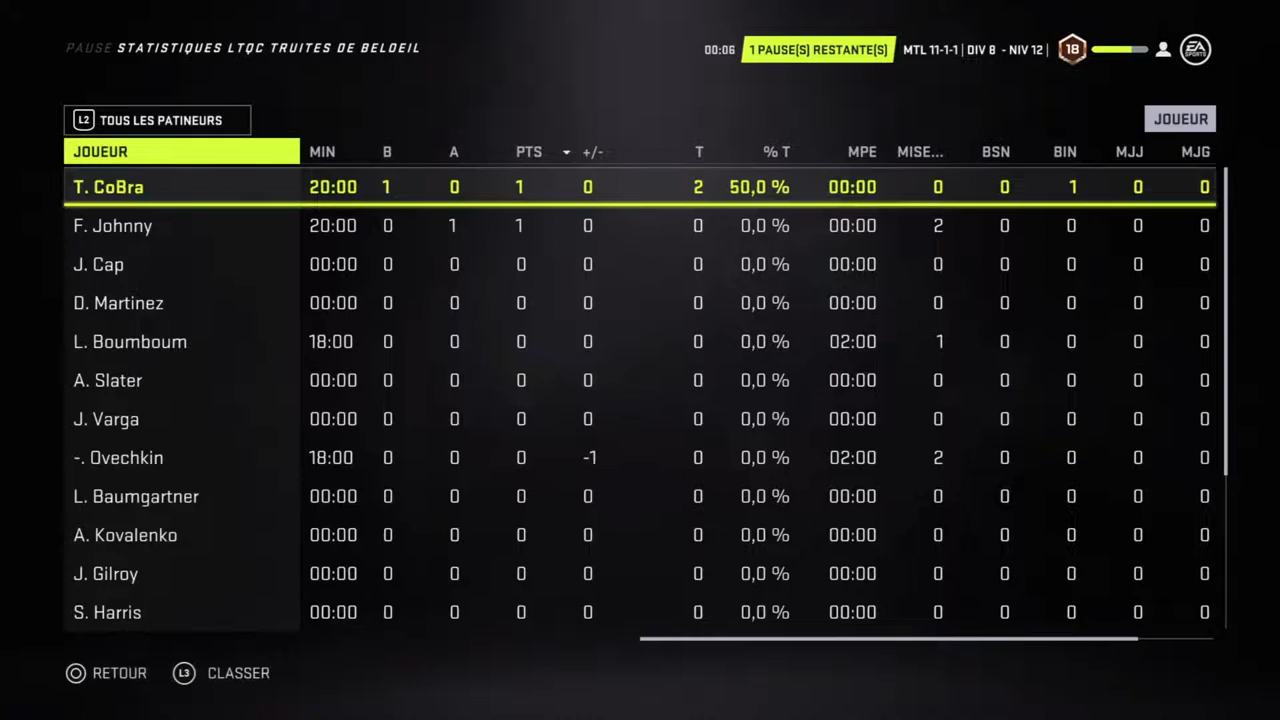 PAUSE STATISTIQUES LTQC TRUITES DE BELOEIL
00:06 1 PAUSE(S) RESTANTE(S) MTL 11-1-1 | DIV 8 - NIV 12 | 18 EA SPORTS
L2 TOUS LES PATINEURS JOUEUR
JOUEUR MIN B A PTS +/- T % T MPE MISE... BSN BIN MJJ MJG
T. CoBra 20:00 1 0 1 0 2 50,0 % 00:00 0 0 1 0 0
F. Johnny 20:00 0 1 1 0 0 0,0 % 00:00 2 0 0 0 0
J. Cap 00:00 0 0 0 0 0 0,0 % 00:00 0 0 0 0 0
D. Martinez 00:00 0 0 0 0 0 0,0 % 00:00 0 0 0 0 0
L. Boumboum 18:00 0 0 0 0 0 0,0 % 02:00 1 0 0 0 0
A. Slater 00:00 0 0 0 0 0 0,0 % 00:00 0 0 0 0 0
J. Varga 00:00 0 0 0 0 0 0,0 % 00:00 0 0 0 0 0
-. Ovechkin 18:00 0 0 0 -1 0 0,0 % 02:00 2 0 0 0 0
L. Baumgartner 00:00 0 0 0 0 0 0,0 % 00:00 0 0 0 0 0
A. Kovalenko 00:00 0 0 0 0 0 0,0 % 00:00 0 0 0 0 0
J. Gilroy 00:00 0 0 0 0 0 0,0 % 00:00 0 0 0 0 0
S. Harris 00:00 0 0 0 0 0 0,0 % 00:00 0 0 0 0 0
RETOUR L3 CLASSER